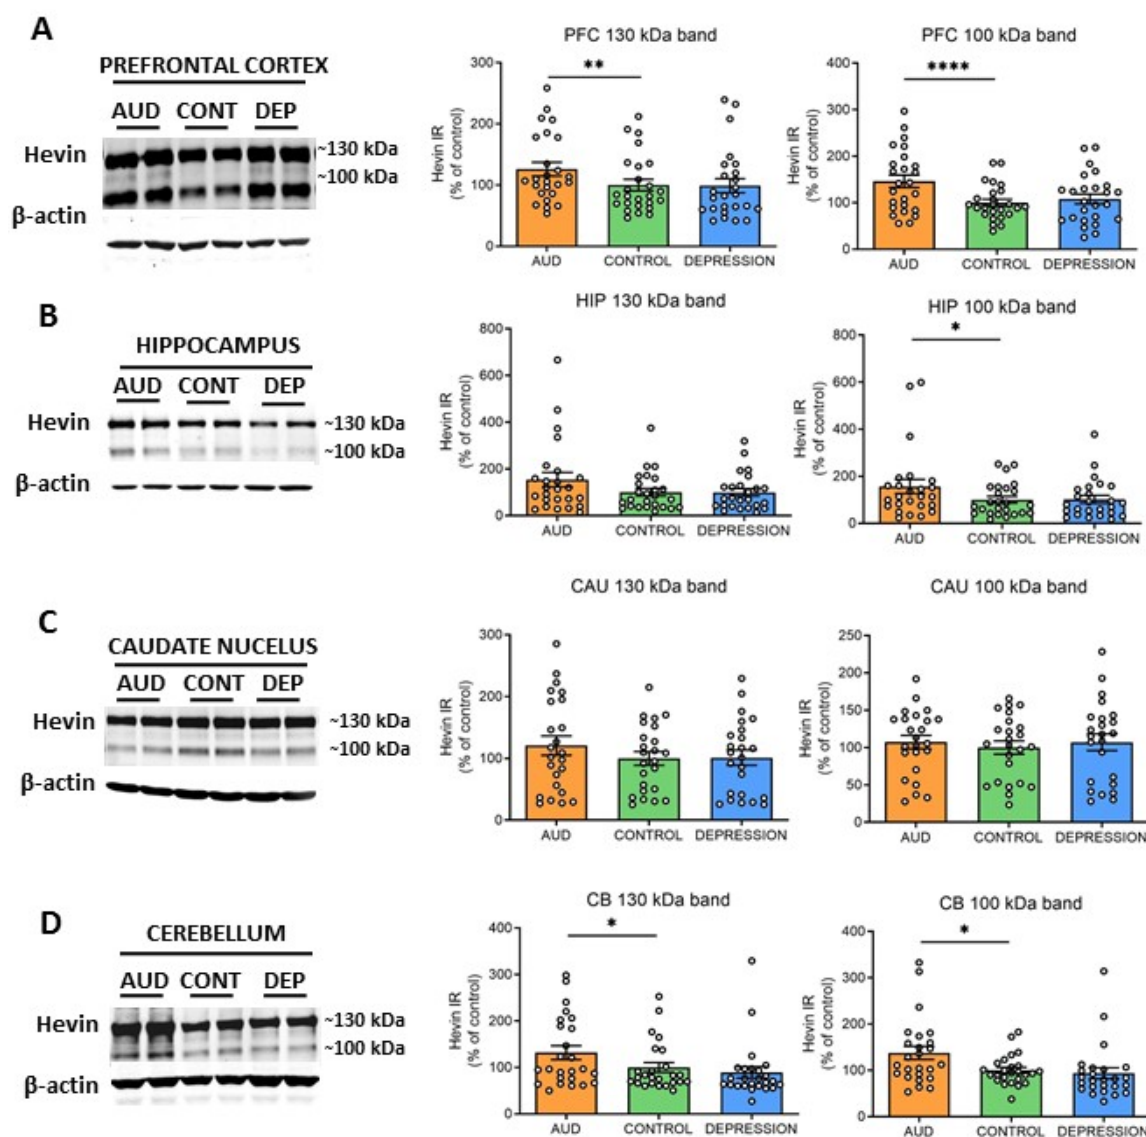 A
PREFRONTAL CORTEX
AUD CONT DEP
Hevin
~130 kDa
~100 kDa
β-actin
PFC 130 kDa band
Hevin IR
(% of control)
300
200
100
0
**
AUD
CONTROL
DEPRESSION
PFC 100 kDa band
Hevin IR
(% of control)
400
300
200
100
0
****
AUD
CONTROL
DEPRESSION
B
HIPPOCAMPUS
AUD CONT DEP
Hevin
~130 kDa
~100 kDa
β-actin
HIP 130 kDa band
Hevin IR
(% of control)
800
600
400
200
0
AUD
CONTROL
DEPRESSION
HIP 100 kDa band
Hevin IR
(% of control)
800
600
400
200
0
*
AUD
CONTROL
DEPRESSION
C
CAUDATE NUCELUS
AUD CONT DEP
Hevin
~130 kDa
~100 kDa
β-actin
CAU 130 kDa band
Hevin IR
(% of control)
300
200
100
0
AUD
CONTROL
DEPRESSION
CAU 100 kDa band
Hevin IR
(% of control)
250
200
150
100
50
0
AUD
CONTROL
DEPRESSION
D
CEREBELLUM
AUD CONT DEP
Hevin
~130 kDa
~100 kDa
β-actin
CB 130 kDa band
Hevin IR
(% of control)
400
300
200
100
0
*
AUD
CONTROL
DEPRESSION
CB 100 kDa band
Hevin IR
(% of control)
400
300
200
100
0
*
AUD
CONTROL
DEPRESSION